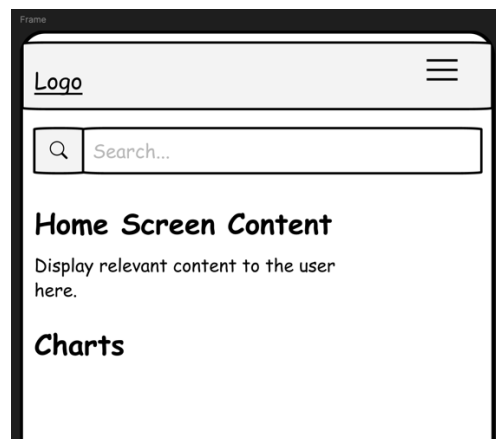 Frame
Logo
Search...
Home Screen Content
Display relevant content to the user
here.
Charts